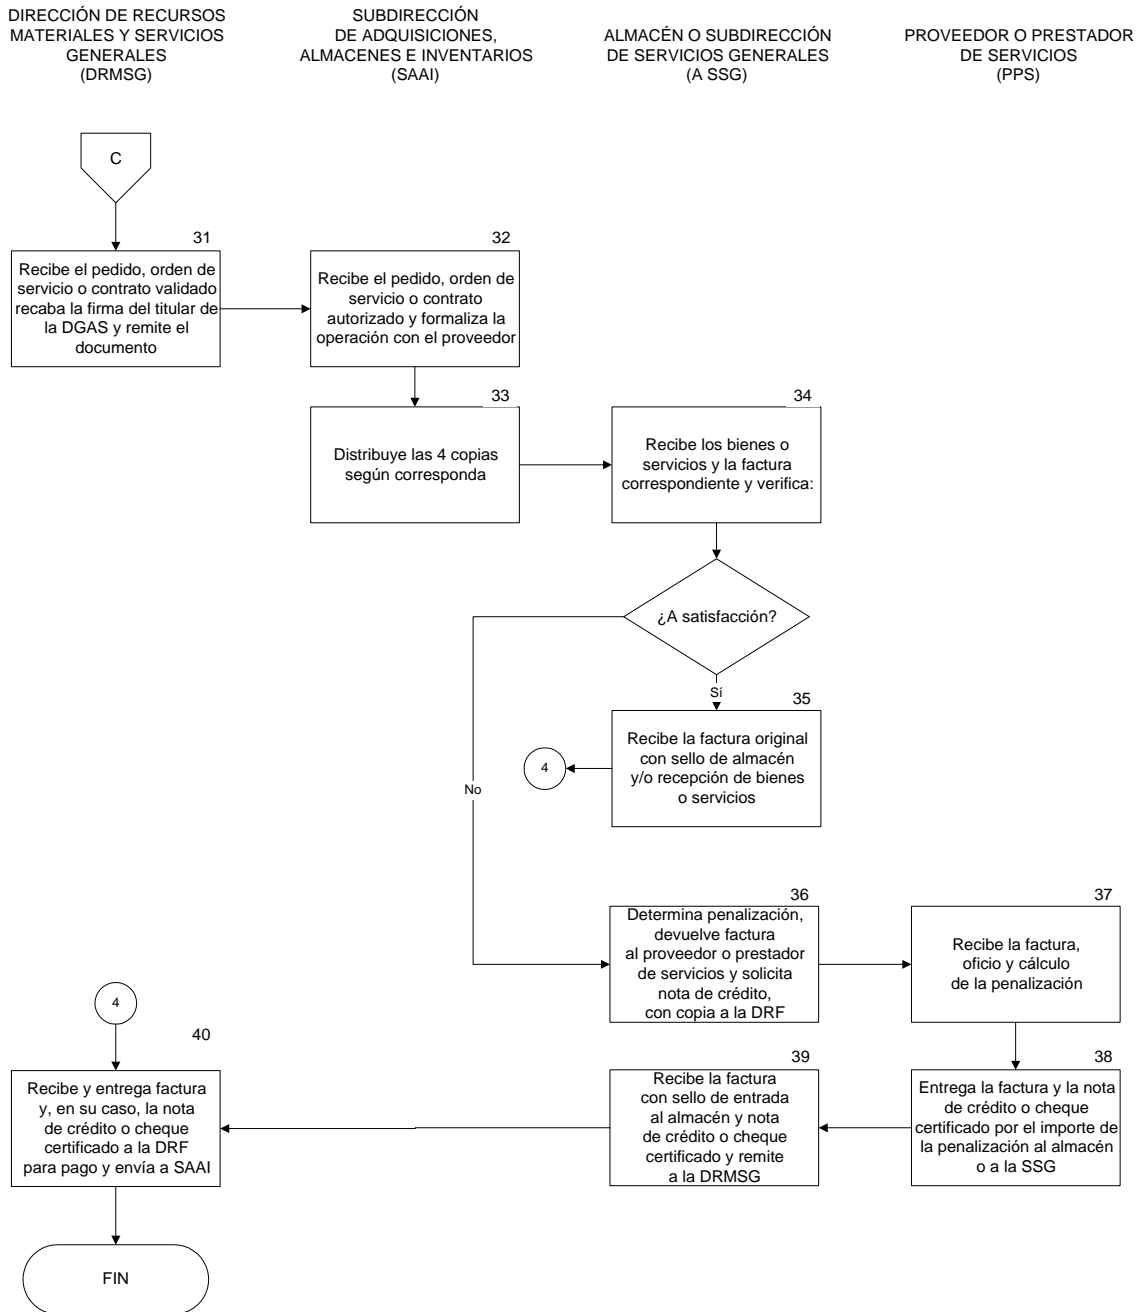 DIRECCIÓN DE RECURSOS
MATERIALES Y SERVICIOS
GENERALES
(DRMSG)
SUBDIRECCIÓN
DE ADQUISICIONES,
ALMACENES E INVENTARIOS
(SAAI)
ALMACÉN O SUBDIRECCIÓN
DE SERVICIOS GENERALES
(A SSG)
PROVEEDOR O PRESTADOR
DE SERVICIOS
(PPS)
C
31
Recibe el pedido, orden de
servicio o contrato validado
recaba la firma del titular de
la DGAS y remite el
documento
32
Recibe el pedido, orden de
servicio o contrato
autorizado y formaliza la
operación con el proveedor
33
Distribuye las 4 copias
según corresponda
34
Recibe los bienes o
servicios y la factura
correspondiente y verifica:
¿A satisfacción?
Sí
35
Recibe la factura original
con sello de almacén
y/o recepción de bienes
o servicios
4
No
36
Determina penalización,
devuelve factura
al proveedor o prestador
de servicios y solicita
nota de crédito,
con copia a la DRF
37
Recibe la factura,
oficio y cálculo
de la penalización
38
Entrega la factura y la nota
de crédito o cheque
certificado por el importe de
la penalización al almacén
o a la SSG
39
Recibe la factura
con sello de entrada
al almacén y nota
de crédito o cheque
certificado y remite
a la DRMSG
4
40
Recibe y entrega factura
y, en su caso, la nota
de crédito o cheque
certificado a la DRF
para pago y envía a SAAI
FIN